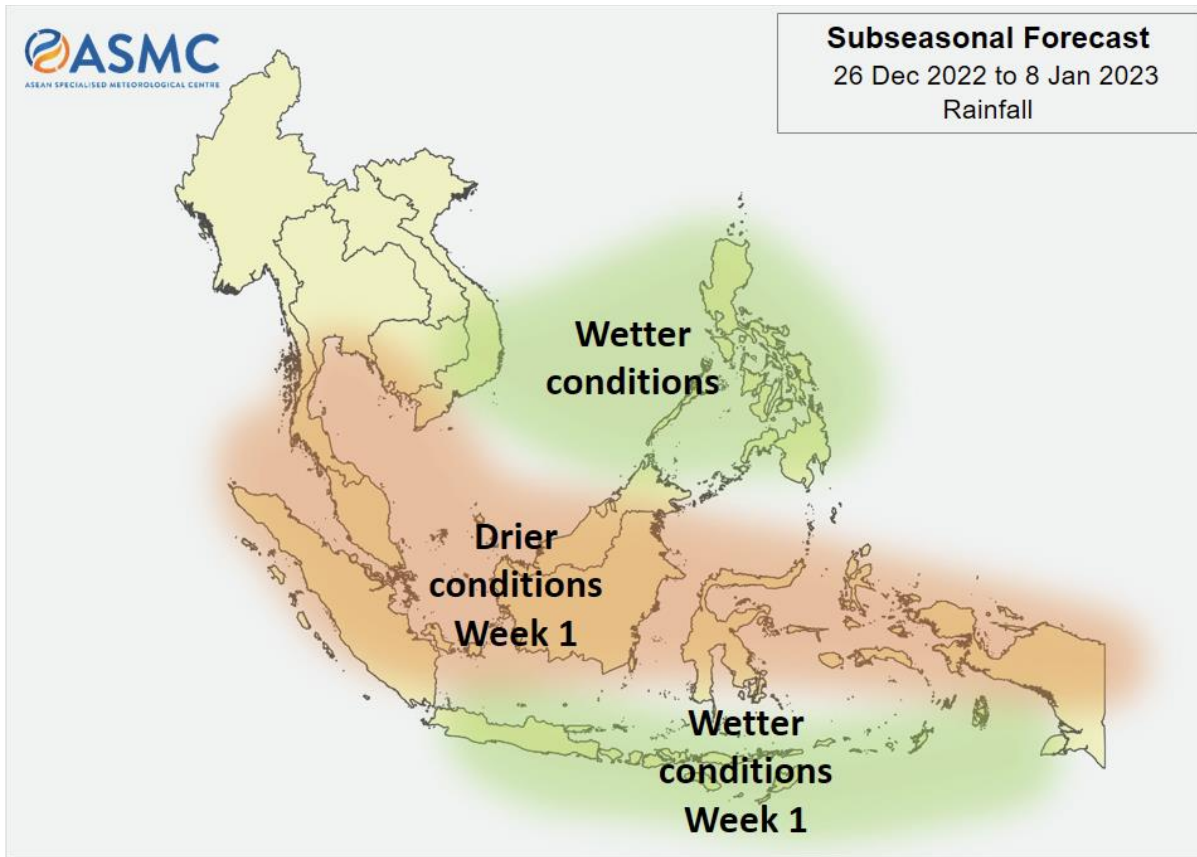 ASMC
ASEAN SPECIALISED METEOROLOGICAL CENTRE
Subseasonal Forecast
26 Dec 2022 to 8 Jan 2023
Rainfall
Wetter
conditions
Drier
conditions
Week 1
Wetter
conditions
Week 1